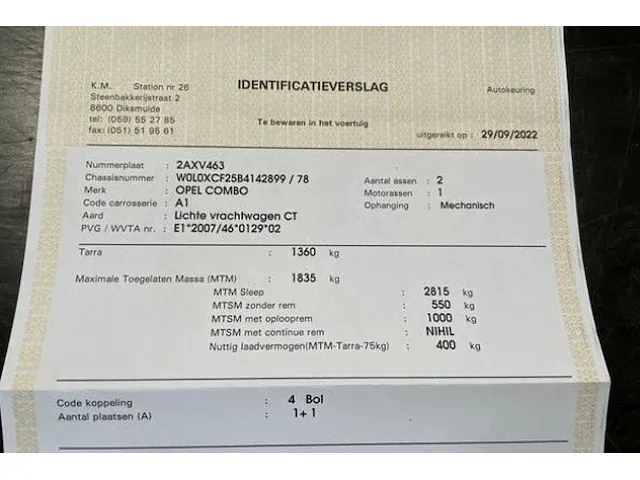 K.M. Station nr 26
Steenbakkerijstraat 2
8600 Diksmuide
tel: (059) 55 27 85
fax: (051) 51 95 61
IDENTIFICATIEVERSLAG
Te bewaren in het voertuig
Autokeuring
uitgereikt op : 29/09/2022
Nummerplaat : 2AXV463
Chassisnummer : W0L0XCF25B4142899 / 78
Merk : OPEL COMBO
Code carrosserie : A1
Aard : Lichte vrachtwagen CT
PVG / WVTA nr. : E1*2007/46*0129*02
Aantal assen : 2
Motorassen : 1
Ophanging : Mechanisch
Tarra : 1360 kg
Maximale Toegelaten Massa (MTM) : 1835 kg
MTM Sleep : 2815 kg
MTSM zonder rem : 550 kg
MTSM met oplooprem : 1000 kg
MTSM met continue rem : NIHIL
Nuttig laadvermogen(MTM-Tarra-75kg) : 400 kg
Code koppeling : 4 Bol
Aantal plaatsen (A) : 1+1